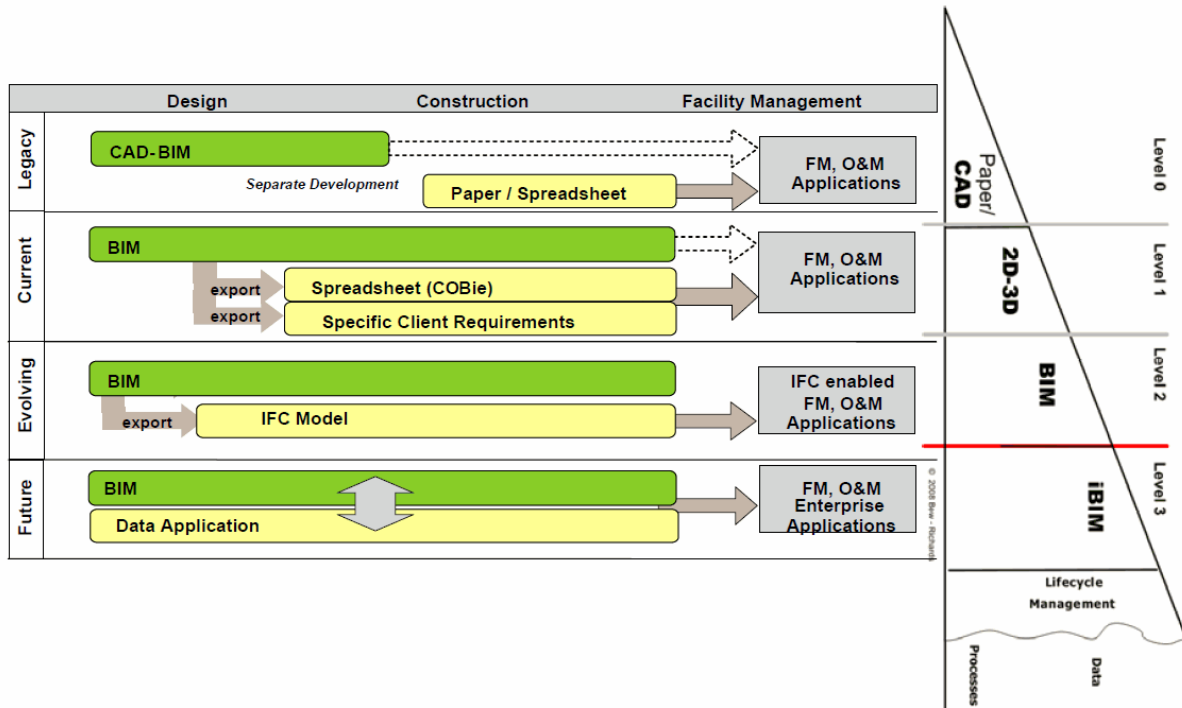 Design Construction Facility Management
Legacy
CAD-BIM
Separate Development
Paper / Spreadsheet
FM, O&M
Applications
Current
BIM
export
Spreadsheet (COBie)
export
Specific Client Requirements
FM, O&M
Applications
Evolving
BIM
export
IFC Model
IFC enabled
FM, O&M
Applications
Future
BIM
Data Application
FM, O&M
Enterprise
Applications
© 2008 Bew - Richards
Paper/
CAD
Level 0
2D-3D
Level 1
BIM
Level 2
iBIM
Level 3
Lifecycle
Management
Processes
Data